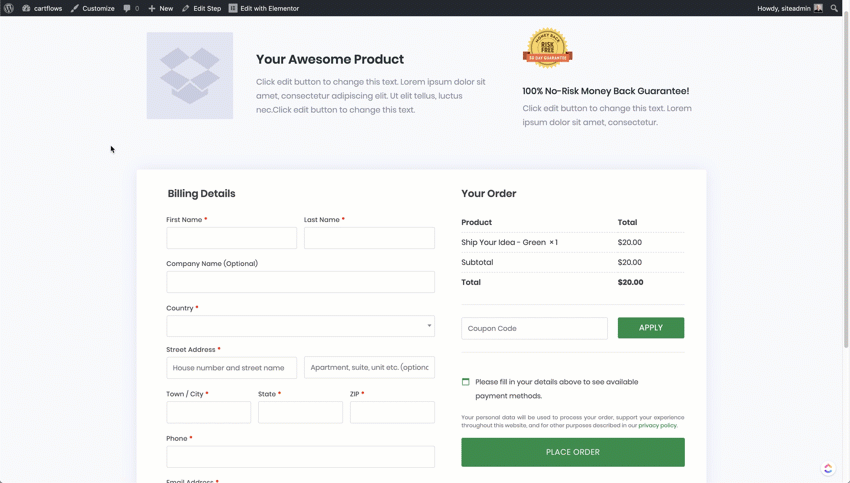 cartflows Customize 0 New Edit Step Edit with Elementor Howdy, siteadmin
MONEY BACK
RISK
FREE
30 DAY GUARANTEE
Your Awesome Product
Click edit button to change this text. Lorem ipsum dolor sit
amet, consectetur adipiscing elit. Ut elit tellus, luctus
nec.Click edit button to change this text.
100% No-Risk Money Back Guarantee!
Click edit button to change this text. Lorem
ipsum dolor sit amet, consectetur.
Billing Details
First Name *
Last Name *
Company Name (Optional)
Country *
Street Address *
House number and street name
Apartment, suite, unit etc. (optional
Town / City *
State *
ZIP *
Phone *
Email Address *
Your Order
Product Total
Ship Your Idea - Green × 1 $20.00
Subtotal $20.00
Total $20.00
Coupon Code
APPLY
Please fill in your details above to see available
payment methods.
Your personal data will be used to process your order, support your experience
throughout this website, and for other purposes described in our privacy policy.
PLACE ORDER